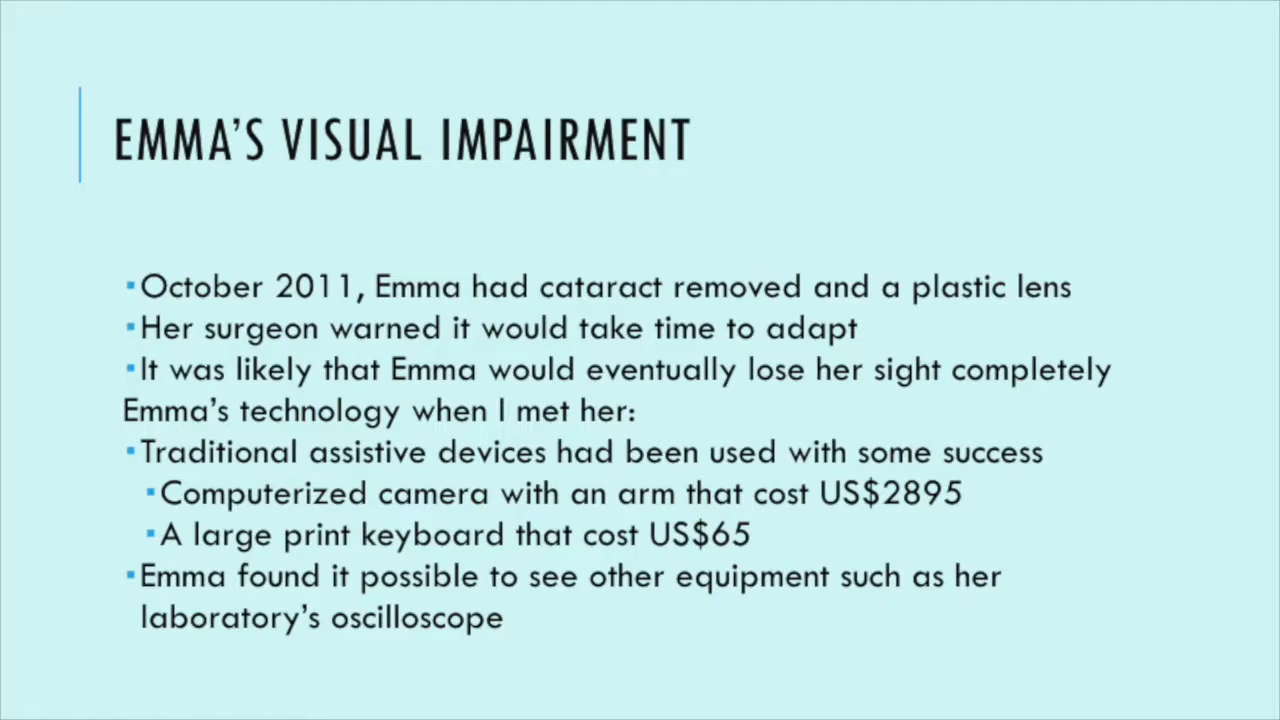 EMMA'S VISUAL IMPAIRMENT
▪October 2011, Emma had cataract removed and a plastic lens
▪Her surgeon warned it would take time to adapt
▪It was likely that Emma would eventually lose her sight completely
Emma's technology when I met her:
▪Traditional assistive devices had been used with some success
▪Computerized camera with an arm that cost US$2895
▪A large print keyboard that cost US$65
▪Emma found it possible to see other equipment such as her
laboratory's oscilloscope